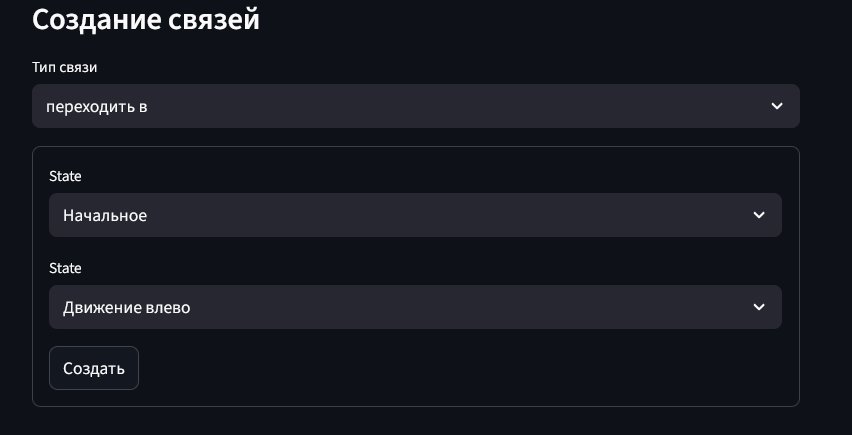 Создание связей
Тип связи
переходить в
State
Начальное
State
Движение влево
Создать